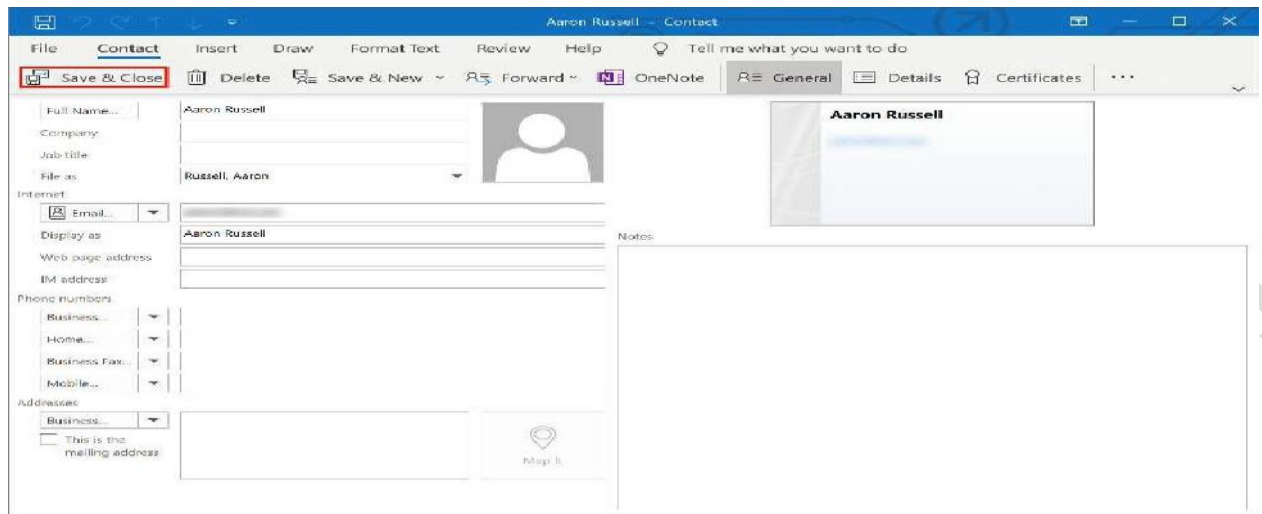 Aaron Russell - Contact
File Contact Insert Draw Format Text Review Help Tell me what you want to do
Save & Close Delete Save & New Forward OneNote General Details Certificates ...
Full Name... Aaron Russell
Company
Job title
File as Russell, Aaron
Internet
Email...
Display as Aaron Russell
Web page address
IM address
Phone numbers
Business...
Home...
Business Fax...
Mobile...
Addresses
Business...
This is the
mailing address
Map It
Aaron Russell
Notes